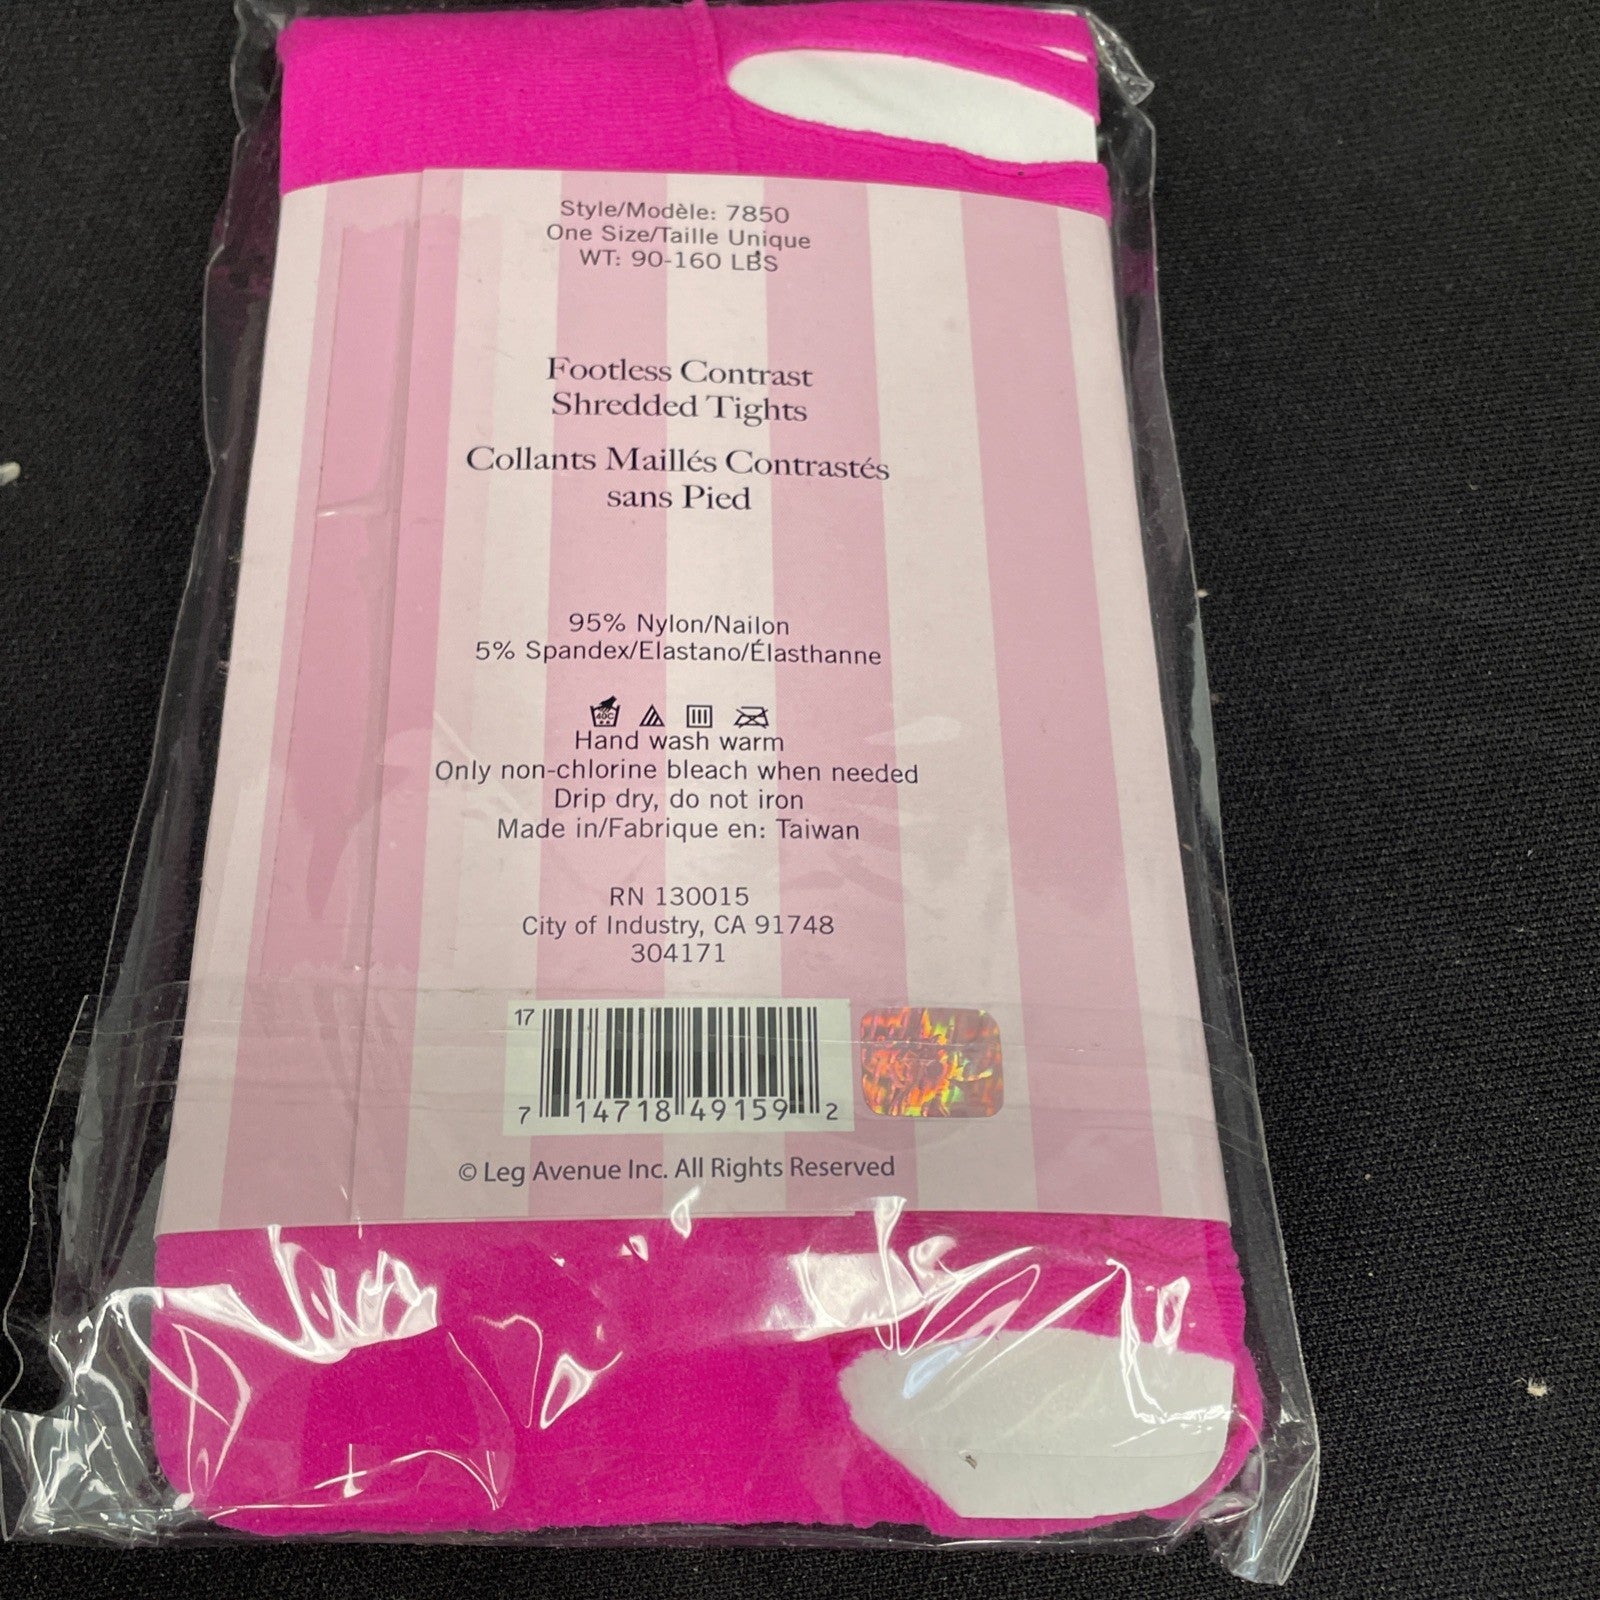 Style/Modèle: 7850
One Size/Taille Unique
WT: 90-160 LBS
Footless Contrast
Shredded Tights
Collants Maillés Contrastés
sans Pied
95% Nylon/Nailon
5% Spandex/Elastano/Élasthanne
40C
Hand wash warm
Only non-chlorine bleach when needed
Drip dry, do not iron
Made in/Fabrique en: Taiwan
RN 130015
City of Industry, CA 91748
304171
17
7 14718 49159 2
© Leg Avenue Inc. All Rights Reserved